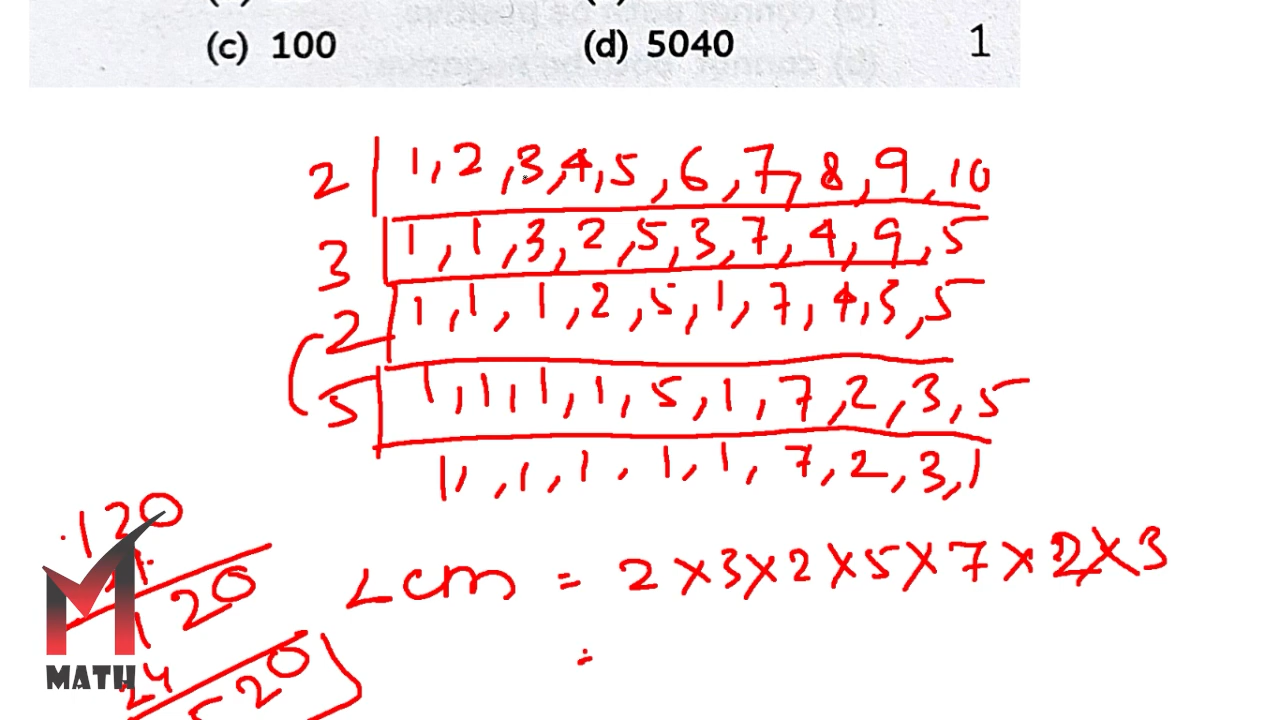 (c) 100 (d) 5040 1
2 | 1, 2, 3, 4, 5, 6, 7, 8, 9, 10
3 | 1, 1, 3, 2, 5, 3, 7, 4, 9, 5
2 | 1, 1, 1, 2, 5, 1, 7, 4, 3, 5
5 | 1, 1, 1, 1, 5, 1, 7, 2, 3, 5
1, 1, 1, 1, 1, 7, 2, 3, 1
Lcm = 2 × 3 × 2 × 5 × 7 × 2 × 3
=
120
120
24
520
MATH